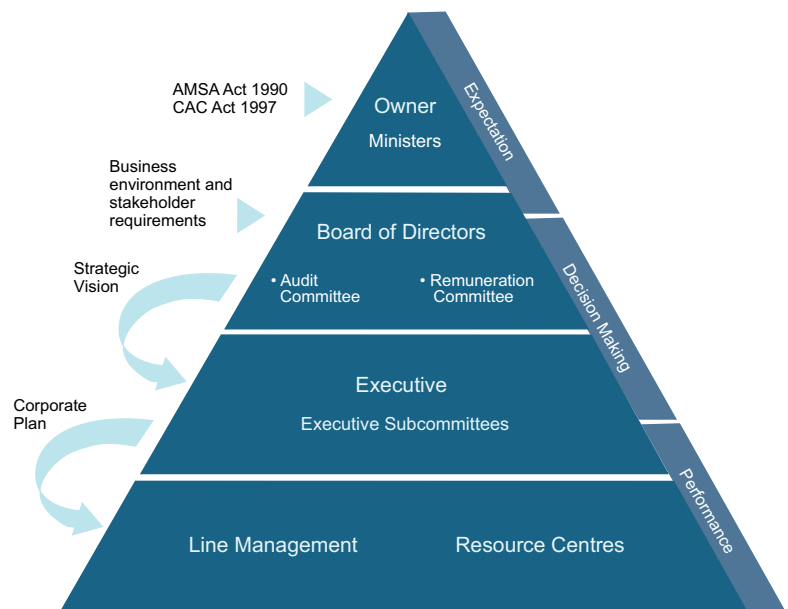 AMSA Act 1990
CAC Act 1997
Owner
Ministers
Expectation
Business
environment and
stakeholder
requirements
Board of Directors
• Audit
Committee
• Remuneration
Committee
Decision Making
Strategic
Vision
Executive
Executive Subcommittees
Corporate
Plan
Line Management
Resource Centres
Performance